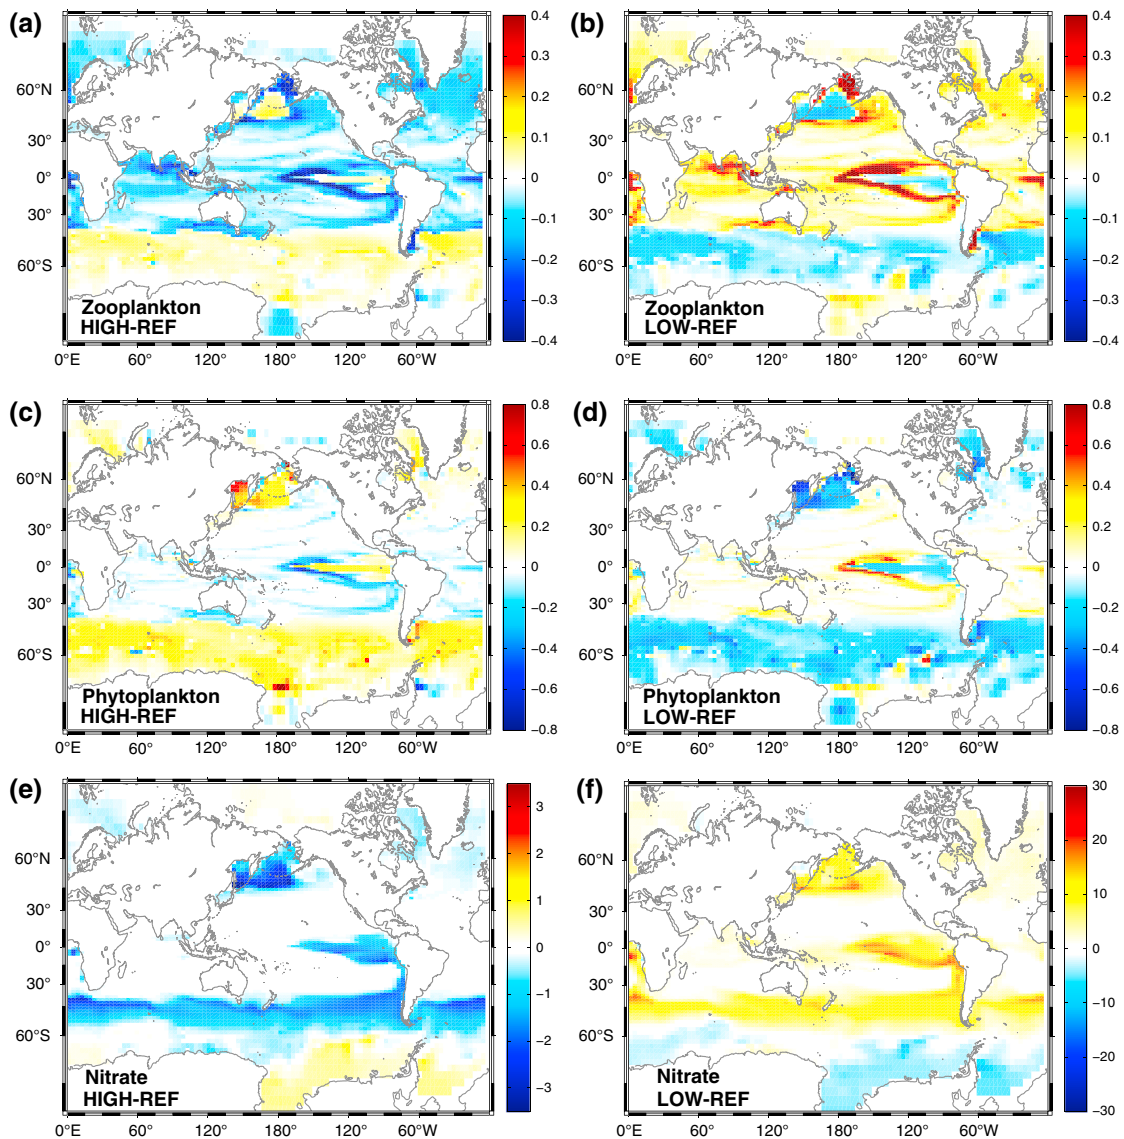 (a)
60°N
30°
0°
30°
60°S
0°E 60° 120° 180° 120° 60°W
0.4
0.3
0.2
0.1
0
−0.1
−0.2
−0.3
−0.4
Zooplankton
HIGH-REF
(b)
60°N
30°
0°
30°
60°S
0°E 60° 120° 180° 120° 60°W
0.4
0.3
0.2
0.1
0
−0.1
−0.2
−0.3
−0.4
Zooplankton
LOW-REF
(c)
60°N
30°
0°
30°
60°S
0°E 60° 120° 180° 120° 60°W
0.8
0.6
0.4
0.2
0
−0.2
−0.4
−0.6
−0.8
Phytoplankton
HIGH-REF
(d)
60°N
30°
0°
30°
60°S
0°E 60° 120° 180° 120° 60°W
0.8
0.6
0.4
0.2
0
−0.2
−0.4
−0.6
−0.8
Phytoplankton
LOW-REF
(e)
60°N
30°
0°
30°
60°S
0°E 60° 120° 180° 120° 60°W
3
2
1
0
−1
−2
−3
Nitrate
HIGH-REF
(f)
60°N
30°
0°
30°
60°S
0°E 60° 120° 180° 120° 60°W
30
20
10
0
−10
−20
−30
Nitrate
LOW-REF